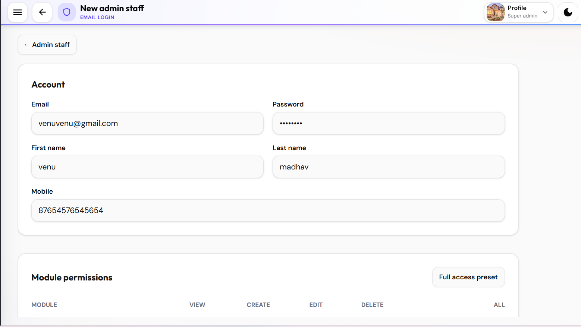 New admin staff
EMAIL LOGIN
Profile
Super admin
← Admin staff
Account
Email
Password
venuvenu@gmail.com
••••••••
First name
Last name
venu
madhev
Mobile
87654576545654
Module permissions
Full access preset
MODULE VIEW CREATE EDIT DELETE ALL